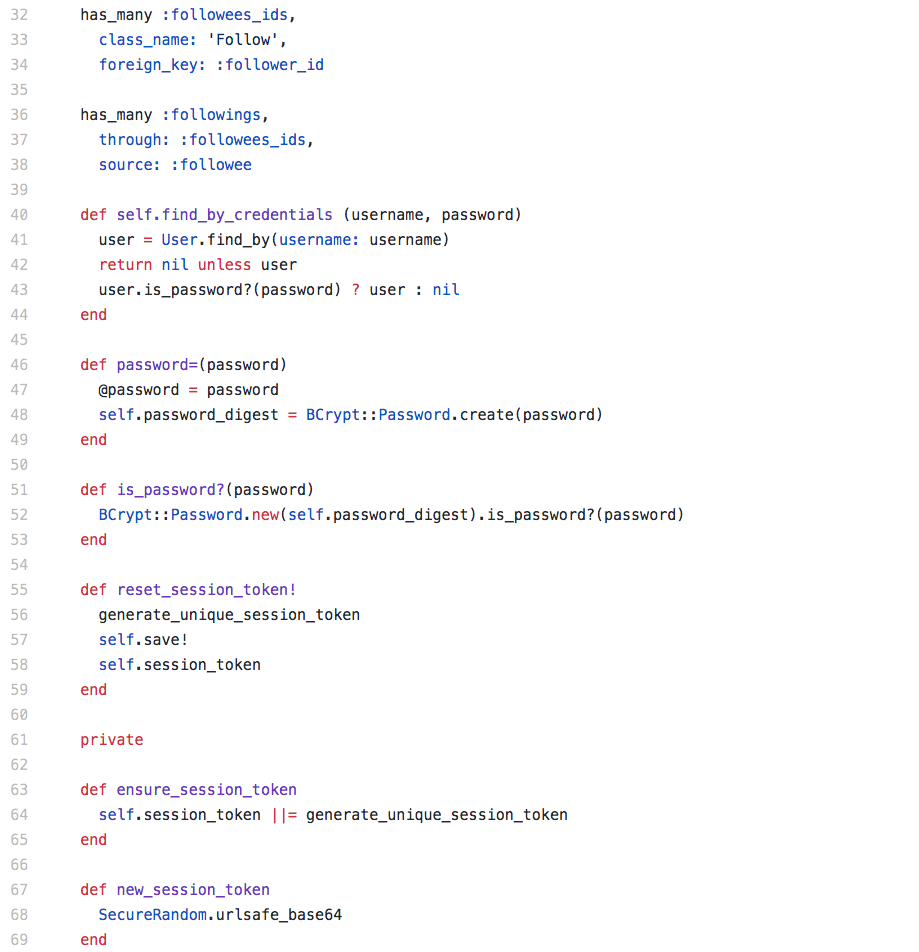 32 has_many :followees_ids,
33 class_name: 'Follow',
34 foreign_key: :follower_id
35
36 has_many :followings,
37 through: :followees_ids,
38 source: :followee
39
40 def self.find_by_credentials (username, password)
41 user = User.find_by(username: username)
42 return nil unless user
43 user.is_password?(password) ? user : nil
44 end
45
46 def password=(password)
47 @password = password
48 self.password_digest = BCrypt::Password.create(password)
49 end
50
51 def is_password?(password)
52 BCrypt::Password.new(self.password_digest).is_password?(password)
53 end
54
55 def reset_session_token!
56 generate_unique_session_token
57 self.save!
58 self.session_token
59 end
60
61 private
62
63 def ensure_session_token
64 self.session_token ||= generate_unique_session_token
65 end
66
67 def new_session_token
68 SecureRandom.urlsafe_base64
69 end